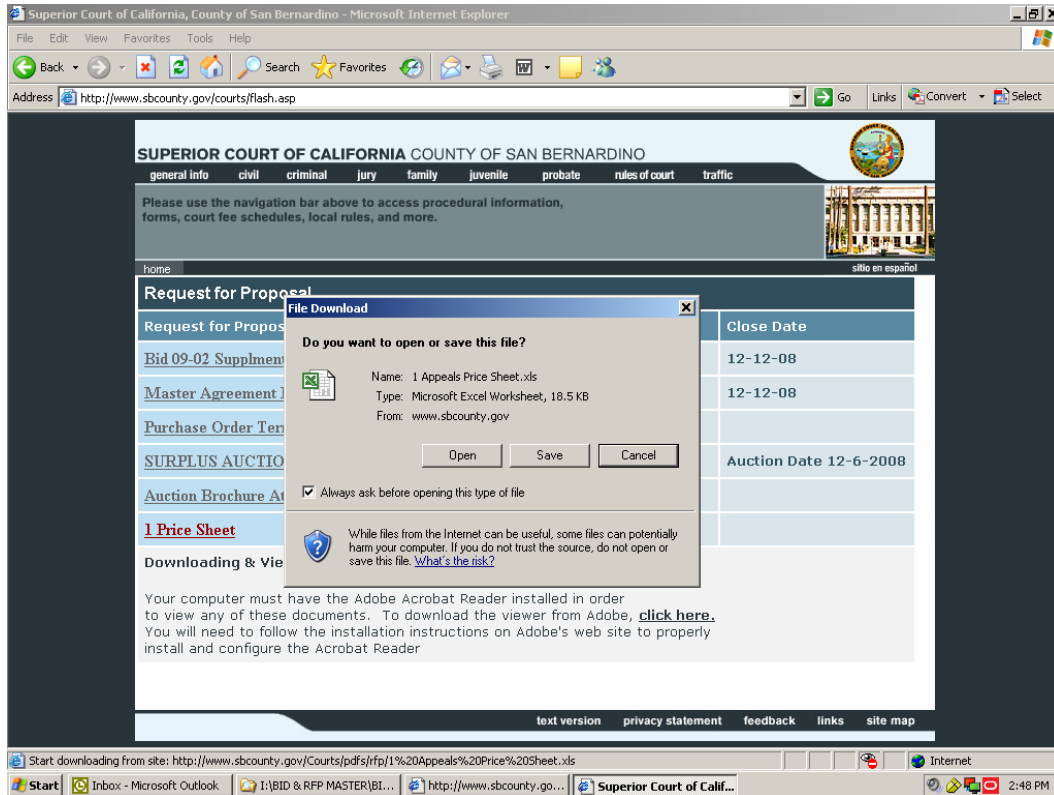 Superior Court of California, County of San Bernardino - Microsoft Internet Explorer
File Edit View Favorites Tools Help
Back Search Favorites
Address http://www.sbcounty.gov/courts/flash.asp Go Links Convert Select
SUPERIOR COURT OF CALIFORNIA COUNTY OF SAN BERNARDINO
general info civil criminal jury family juvenile probate rules of court traffic
Please use the navigation bar above to access procedural information,
forms, court fee schedules, local rules, and more.
home sitio en español
Request for Proposal
Request for Propos Close Date
Bid 09-02 Supplment 12-12-08
Master Agreement 12-12-08
Purchase Order Ter
SURPLUS AUCTIO Auction Date 12-6-2008
Auction Brochure At
1 Price Sheet
File Download
Do you want to open or save this file?
Name: 1 Appeals Price Sheet.xls
Type: Microsoft Excel Worksheet, 18.5 KB
From: www.sbcounty.gov
Open Save Cancel
Always ask before opening this type of file
While files from the Internet can be useful, some files can potentially
harm your computer. If you do not trust the source, do not open or
save this file. What's the risk?
Downloading & Vie
Your computer must have the Adobe Acrobat Reader installed in order
to view any of these documents. To download the viewer from Adobe, click here.
You will need to follow the installation instructions on Adobe's web site to properly
install and configure the Acrobat Reader
text version privacy statement feedback links site map
Start downloading from site: http://www.sbcounty.gov/Courts/pdfs/rfp/1%20Appeals%20Price%20Sheet.xls Internet
Start Inbox - Microsoft Outlook I:\BID & RFP MASTER\BI... http://www.sbcounty.go... Superior Court of Calif... 2:48 PM